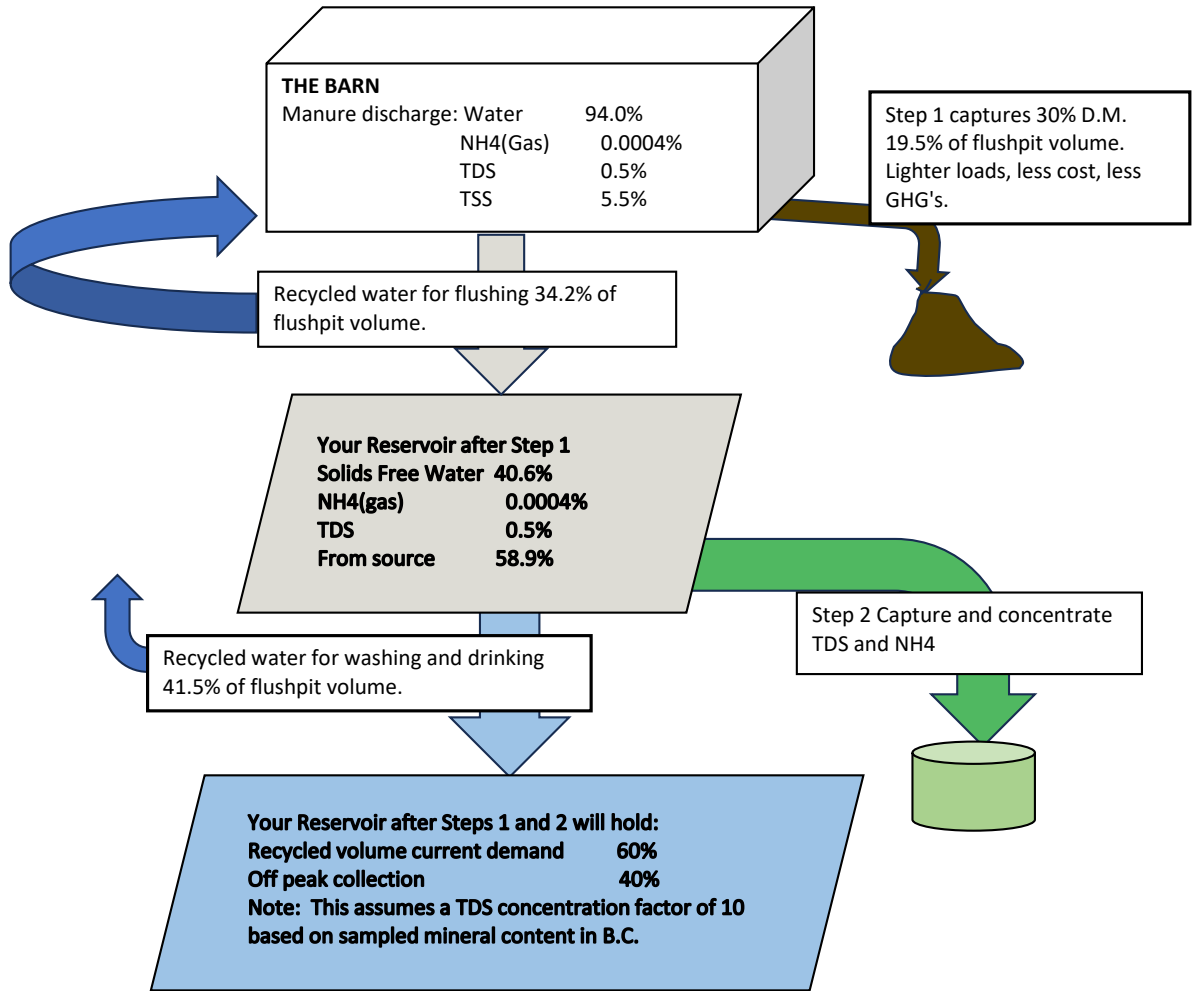 THE BARN
Manure discharge: Water 94.0%
NH4(Gas) 0.0004%
TDS 0.5%
TSS 5.5%
Step 1 captures 30% D.M.
19.5% of flushpit volume.
Lighter loads, less cost, less
GHG's.
Recycled water for flushing 34.2% of
flushpit volume.
Your Reservoir after Step 1
Solids Free Water 40.6%
NH4(gas) 0.0004%
TDS 0.5%
From source 58.9%
Step 2 Capture and concentrate
TDS and NH4
Recycled water for washing and drinking
41.5% of flushpit volume.
Your Reservoir after Steps 1 and 2 will hold:
Recycled volume current demand 60%
Off peak collection 40%
Note: This assumes a TDS concentration factor of 10
based on sampled mineral content in B.C.